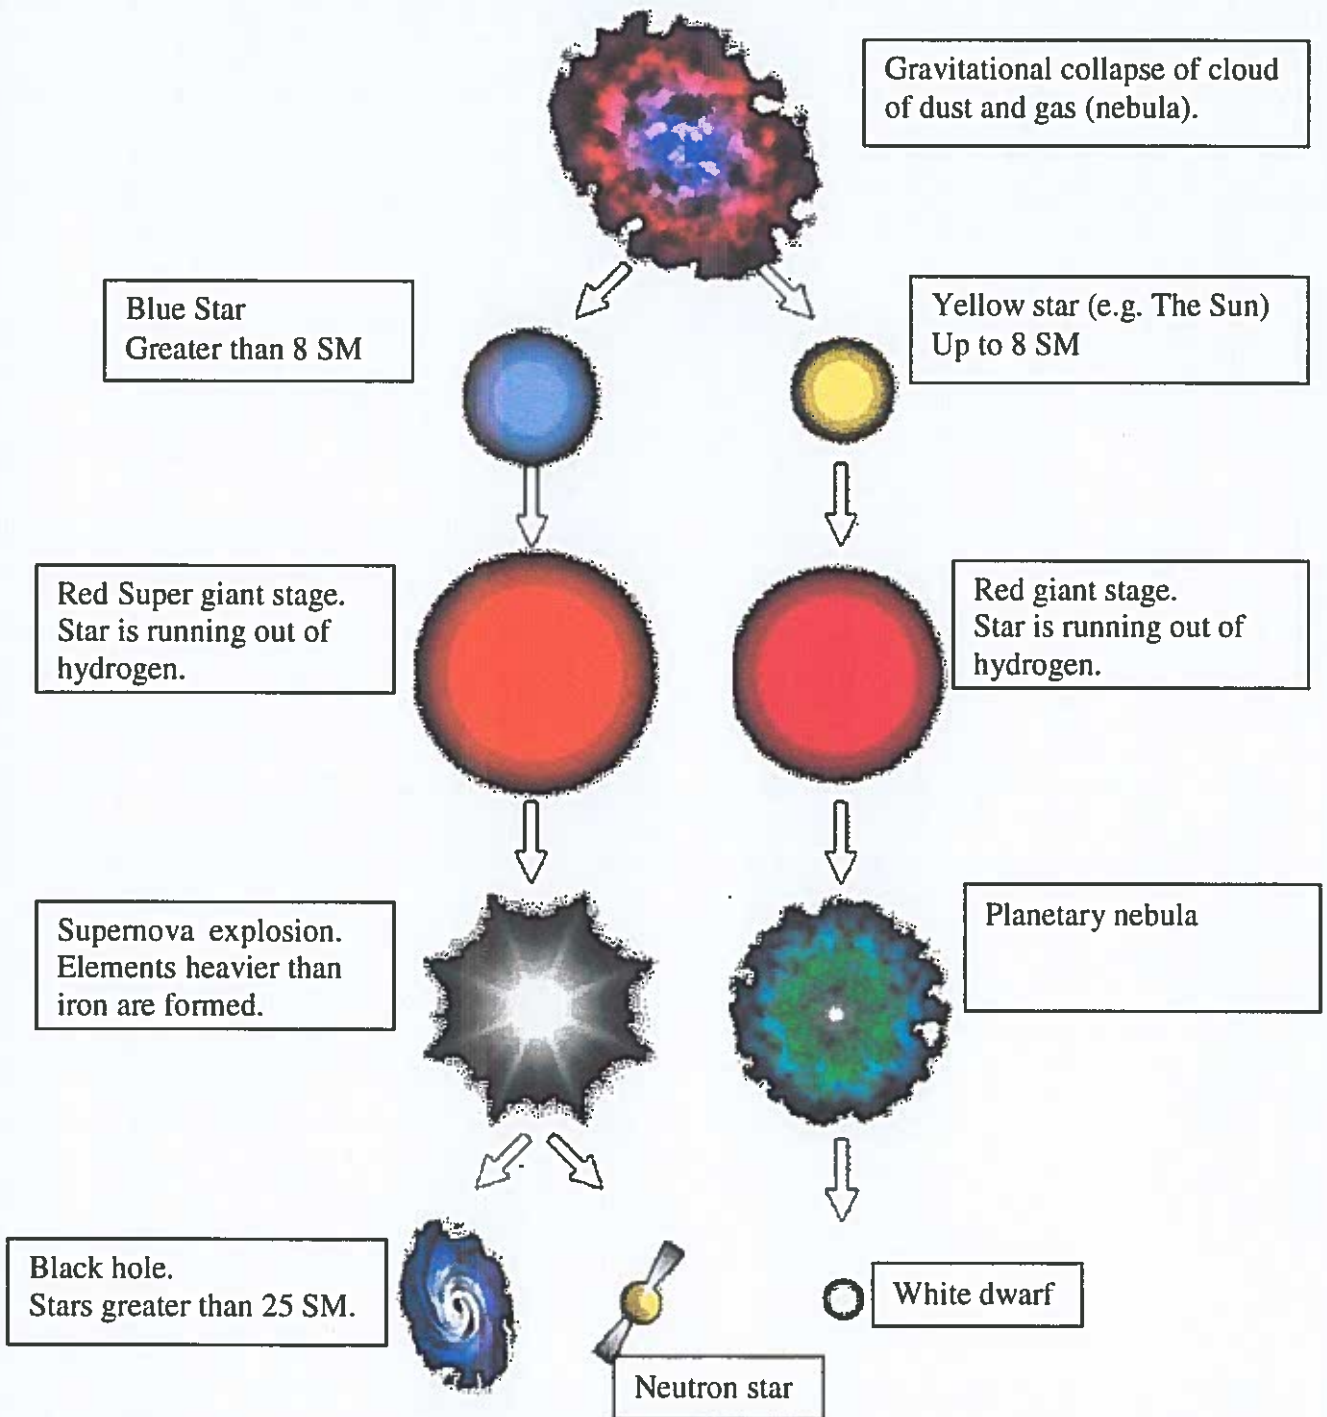 Gravitational collapse of cloud
of dust and gas (nebula).
Blue Star
Greater than 8 SM
Yellow star (e.g. The Sun)
Up to 8 SM
Red Super giant stage.
Star is running out of
hydrogen.
Red giant stage.
Star is running out of
hydrogen.
Supernova explosion.
Elements heavier than
iron are formed.
Planetary nebula
Black hole.
Stars greater than 25 SM.
Neutron star
White dwarf